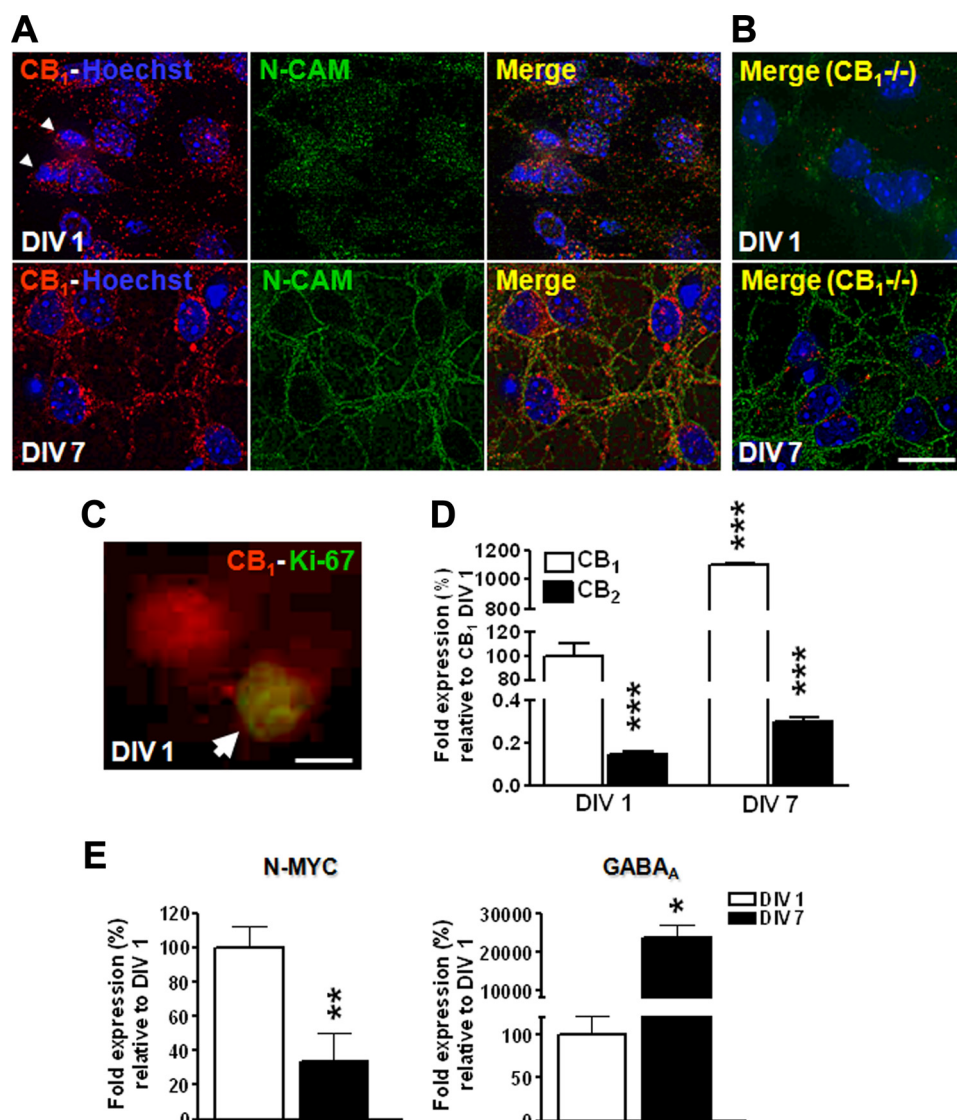 A
B
CB₁-Hoechst
N-CAM
Merge
Merge (CB₁-/-)
DIV 1
DIV 1
CB₁-Hoechst
N-CAM
Merge
Merge (CB₁-/-)
DIV 7
DIV 7
C
CB₁-Ki-67
DIV 1
D
Fold expression (%)
relative to CB₁ DIV 1
1200
1000
800
120
100
80
0.4
0.2
0.0
CB₁
CB₂
***
***
***
DIV 1
DIV 7
E
N-MYC
Fold expression (%)
relative to DIV 1
120
100
80
60
40
20
0
**
GABA_A
Fold expression (%)
relative to DIV 1
30000
20000
10000
100
50
0
*
DIV 1
DIV 7